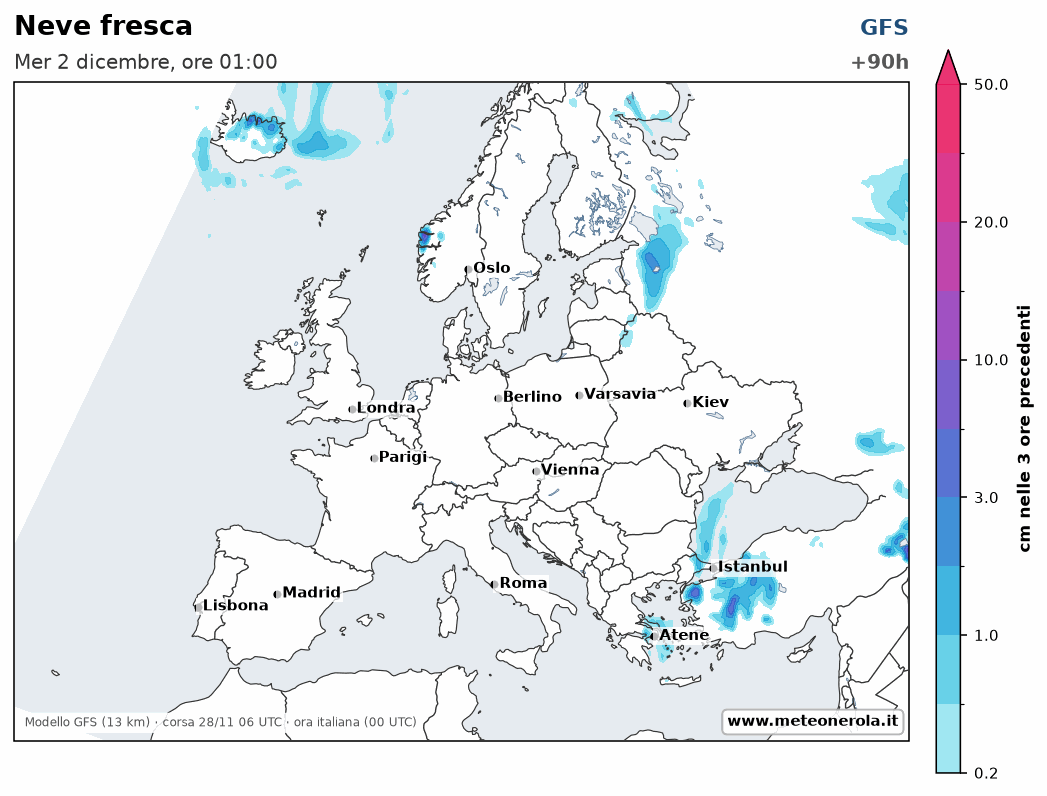 Neve fresca
GFS
Mer 2 dicembre, ore 01:00
+90h
50.0
20.0
10.0
3.0
1.0
0.2
cm nelle 3 ore precedenti
Oslo
Berlino
Varsavia
Kiev
Londra
Parigi
Vienna
Istanbul
Roma
Madrid
Lisbona
Atene
Modello GFS (13 km) · corsa 28/11 06 UTC · ora italiana (00 UTC)
www.meteonerola.it